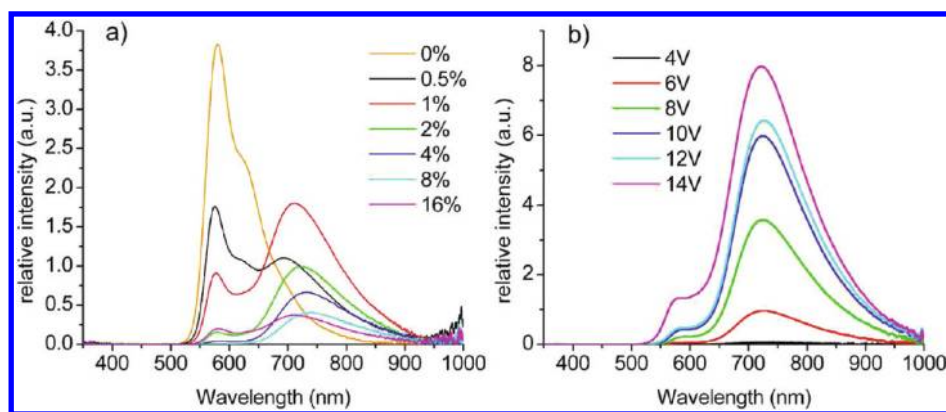 a)
relative intensity (a.u.)
4.0
3.5
3.0
2.5
2.0
1.5
1.0
0.5
0.0
0%
0.5%
1%
2%
4%
8%
16%
400 500 600 700 800 900 1000
Wavelength (nm)
b)
relative intensity (a.u.)
8
6
4
2
0
4V
6V
8V
10V
12V
14V
400 500 600 700 800 900 1000
Wavelength (nm)